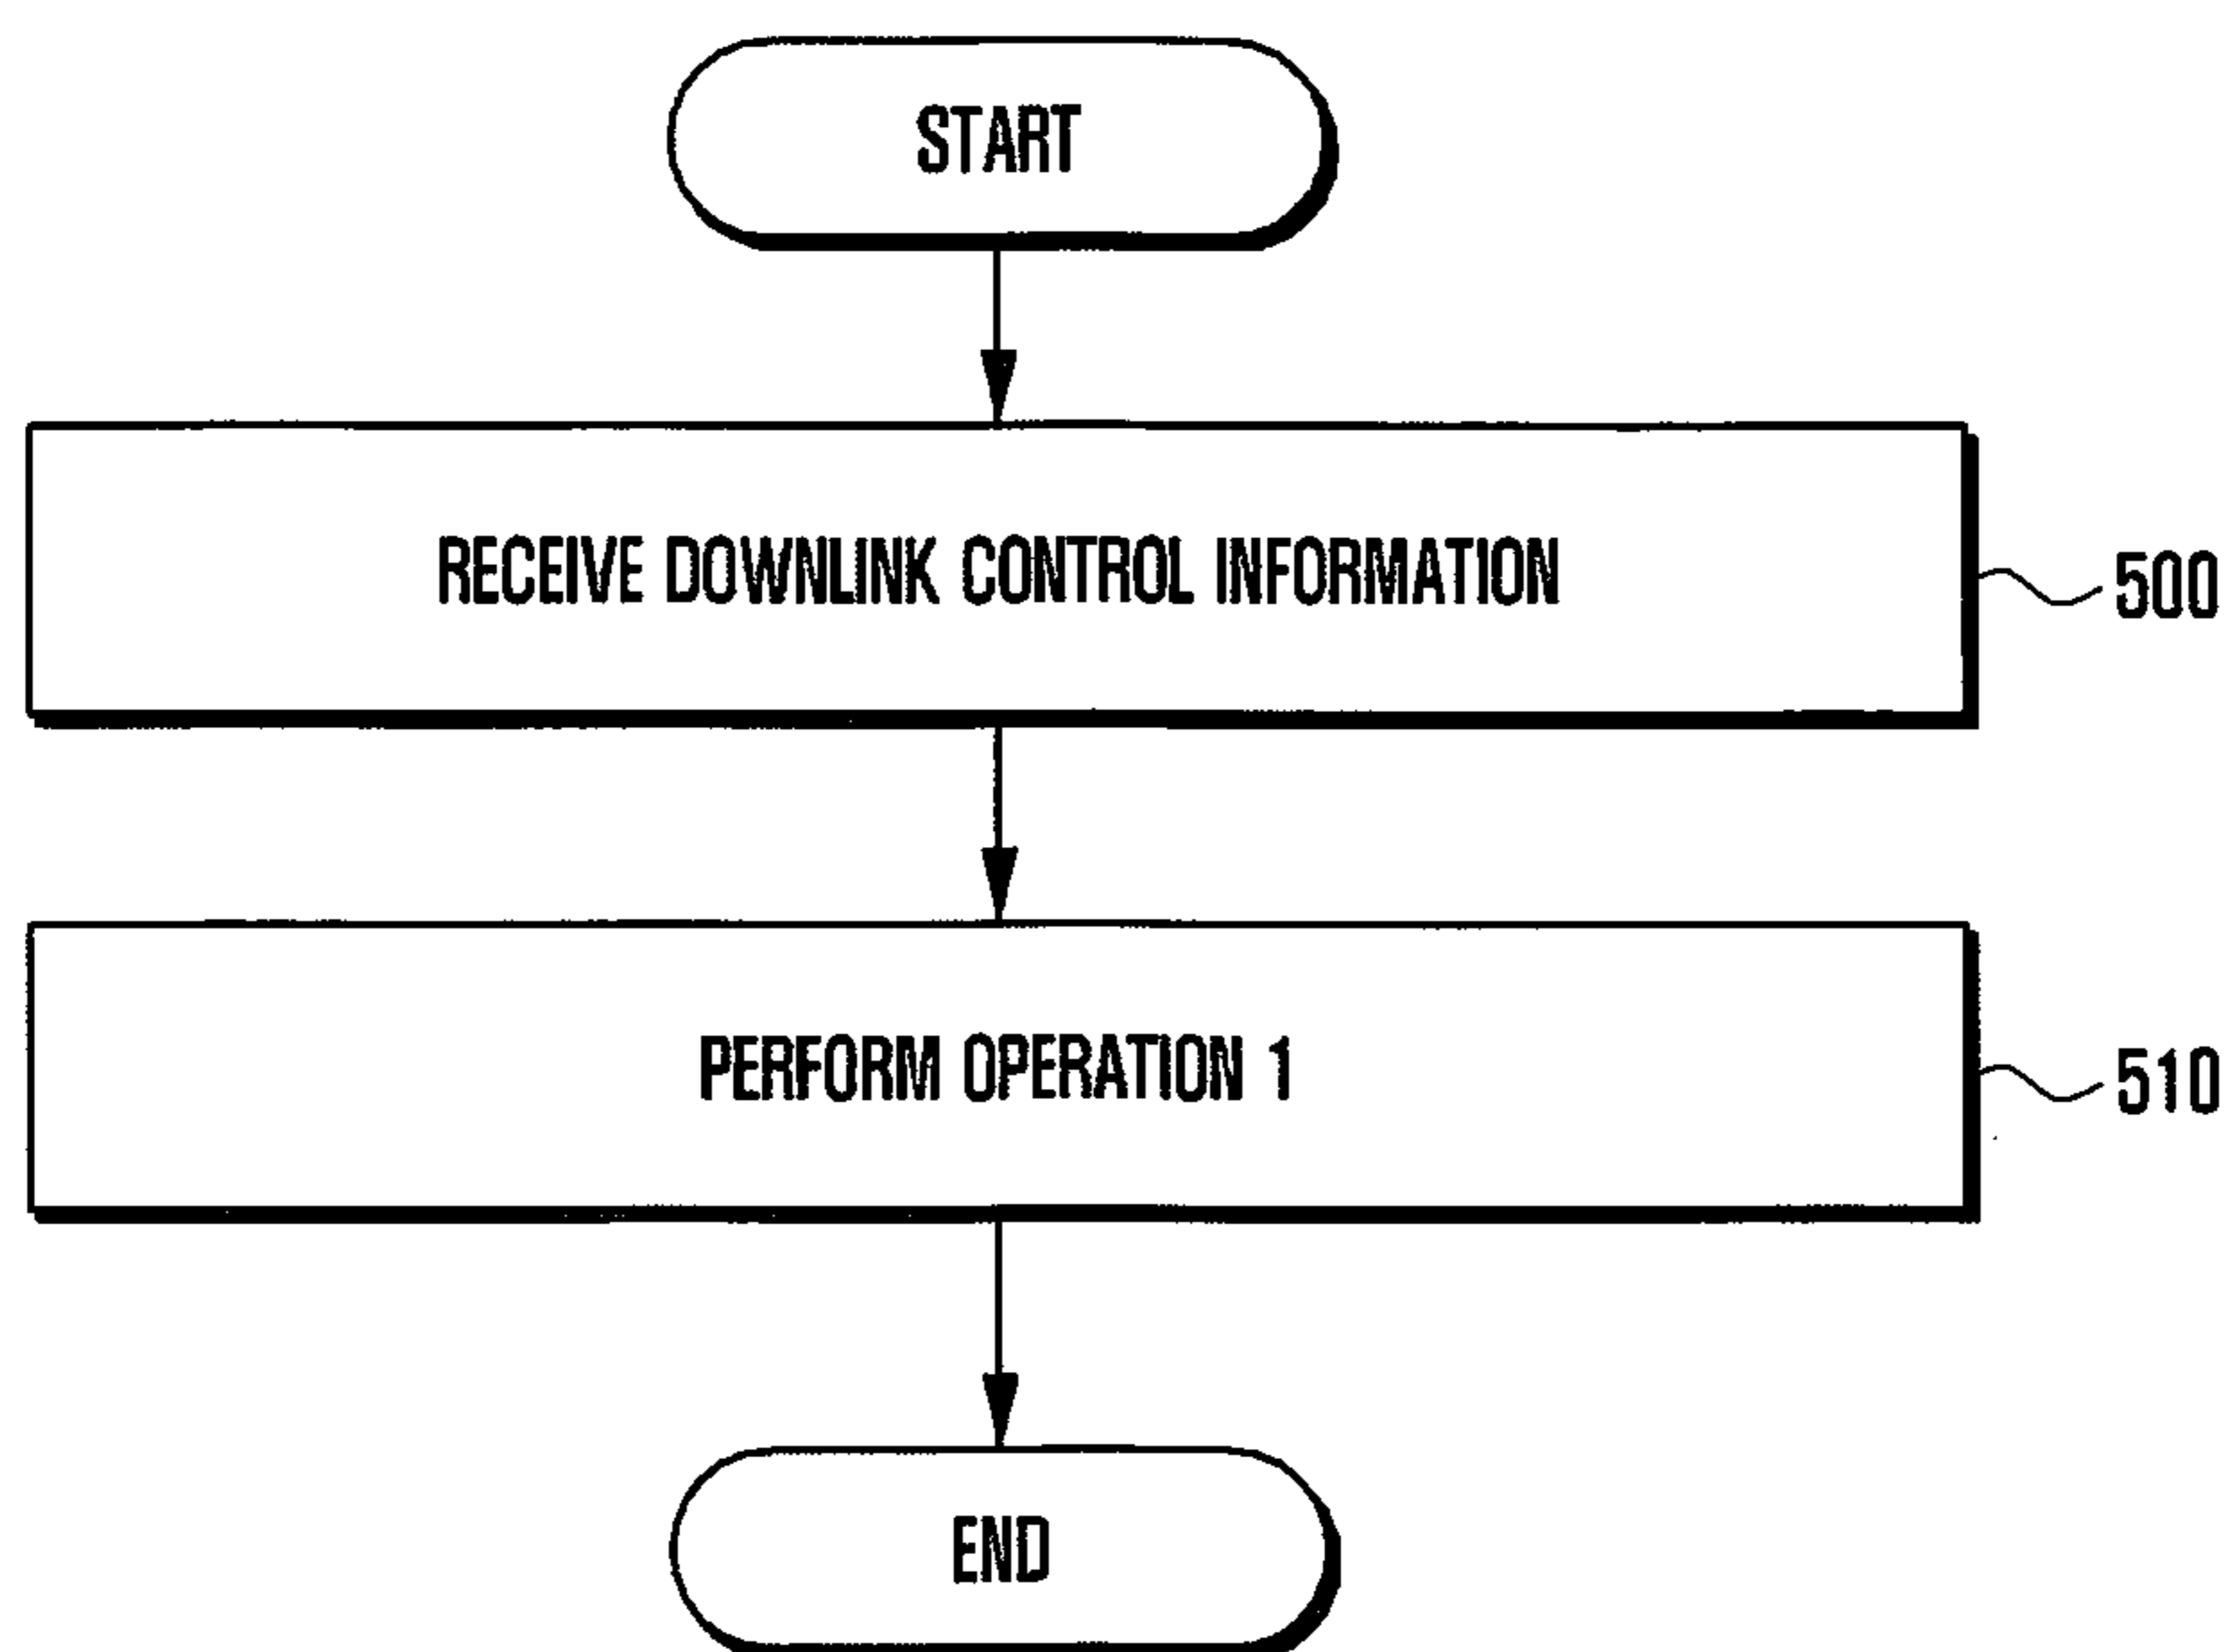 START
RECEIVE DOWNLINK CONTROL INFORMATION
500
PERFORM OPERATION 1
510
END